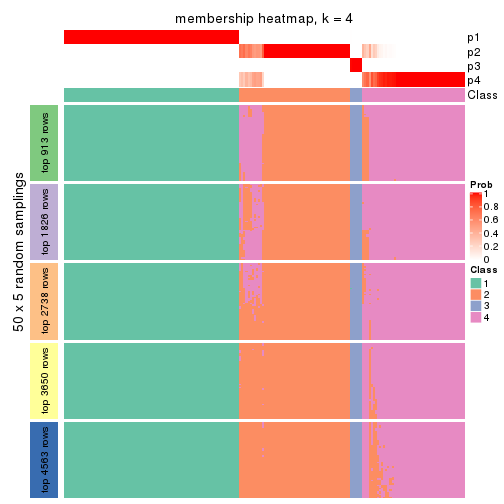 membership heatmap, k = 4
p1
p2
p3
p4
Class
50 x 5 random samplings
top 913 rows
top 1826 rows
top 2738 rows
top 3650 rows
top 4563 rows
Prob
1
0.8
0.6
0.4
0.2
0
Class
1
2
3
4